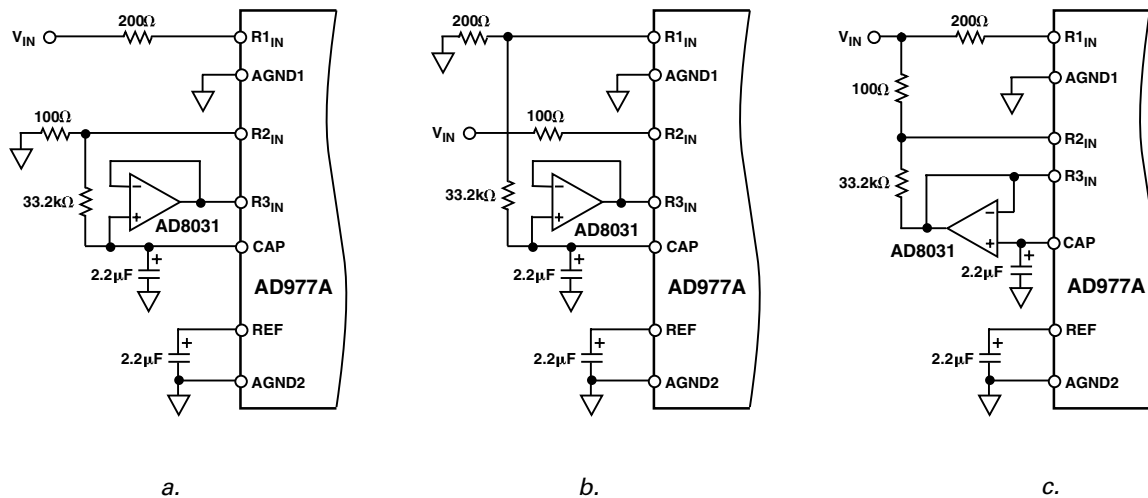 200Ω
V_IN
R1_IN
AGND1
100Ω
R2_IN
33.2kΩ
−
+
R3_IN
AD8031
CAP
+
2.2μF
AD977A
REF
+
2.2μF
AGND2
a.
200Ω
R1_IN
AGND1
100Ω
V_IN
R2_IN
33.2kΩ
−
+
R3_IN
AD8031
CAP
+
2.2μF
AD977A
REF
+
2.2μF
AGND2
b.
200Ω
V_IN
R1_IN
AGND1
100Ω
R2_IN
33.2kΩ
R3_IN
−
+
AD8031
CAP
+
2.2μF
AD977A
REF
+
2.2μF
AGND2
c.